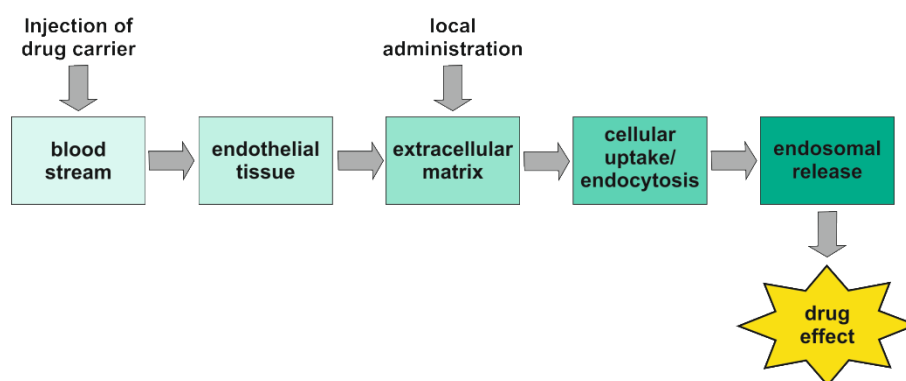 Injection of
drug carrier
local
administration
blood
stream
endothelial
tissue
extracellular
matrix
cellular
uptake/
endocytosis
endosomal
release
drug
effect